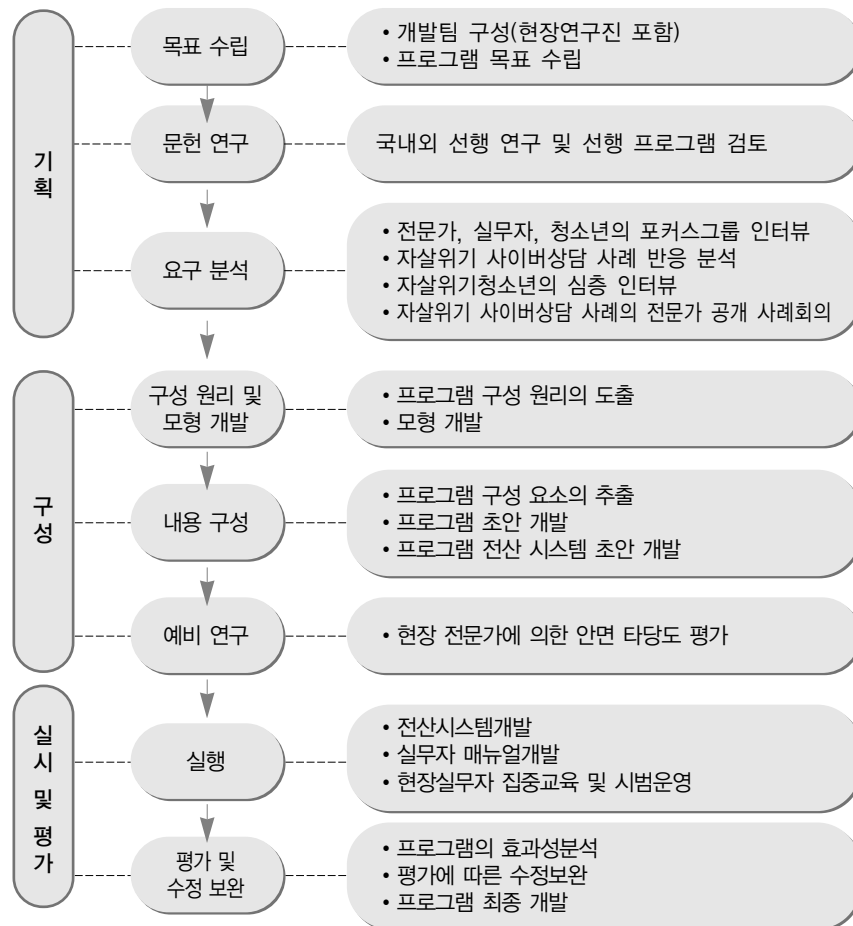 기획
목표 수립
• 개발팀 구성(현장연구진 포함)
• 프로그램 목표 수립
문헌 연구
국내외 선행 연구 및 선행 프로그램 검토
요구 분석
• 전문가, 실무자, 청소년의 포커스그룹 인터뷰
• 자살위기 사이버상담 사례 반응 분석
• 자살위기청소년의 심층 인터뷰
• 자살위기 사이버상담 사례의 전문가 공개 사례회의
구성
구성 원리 및
모형 개발
• 프로그램 구성 원리의 도출
• 모형 개발
내용 구성
• 프로그램 구성 요소의 추출
• 프로그램 초안 개발
• 프로그램 전산 시스템 초안 개발
예비 연구
• 현장 전문가에 의한 안면 타당도 평가
실시 및 평가
실행
• 전산시스템개발
• 실무자 매뉴얼개발
• 현장실무자 집중교육 및 시범운영
평가 및
수정 보완
• 프로그램의 효과성분석
• 평가에 따른 수정보완
• 프로그램 최종 개발